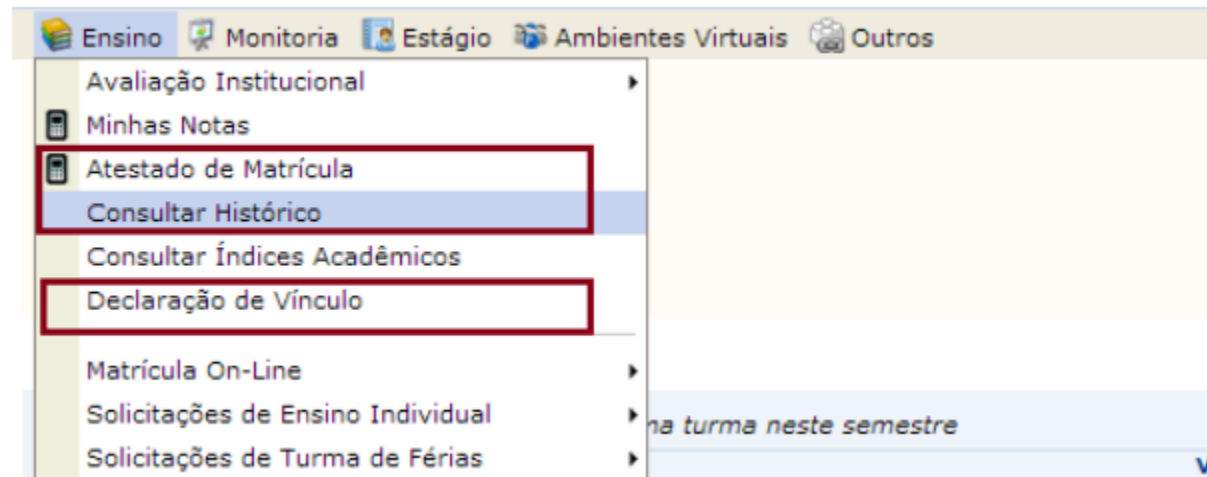 Ensino Monitoria Estágio Ambientes Virtuais Outros
Avaliação Institucional
Minhas Notas
Atestado de Matrícula
Consultar Histórico
Consultar Índices Acadêmicos
Declaração de Vínculo
Matrícula On-Line
Solicitações de Ensino Individual
turma neste semestre
Solicitações de Turma de Férias